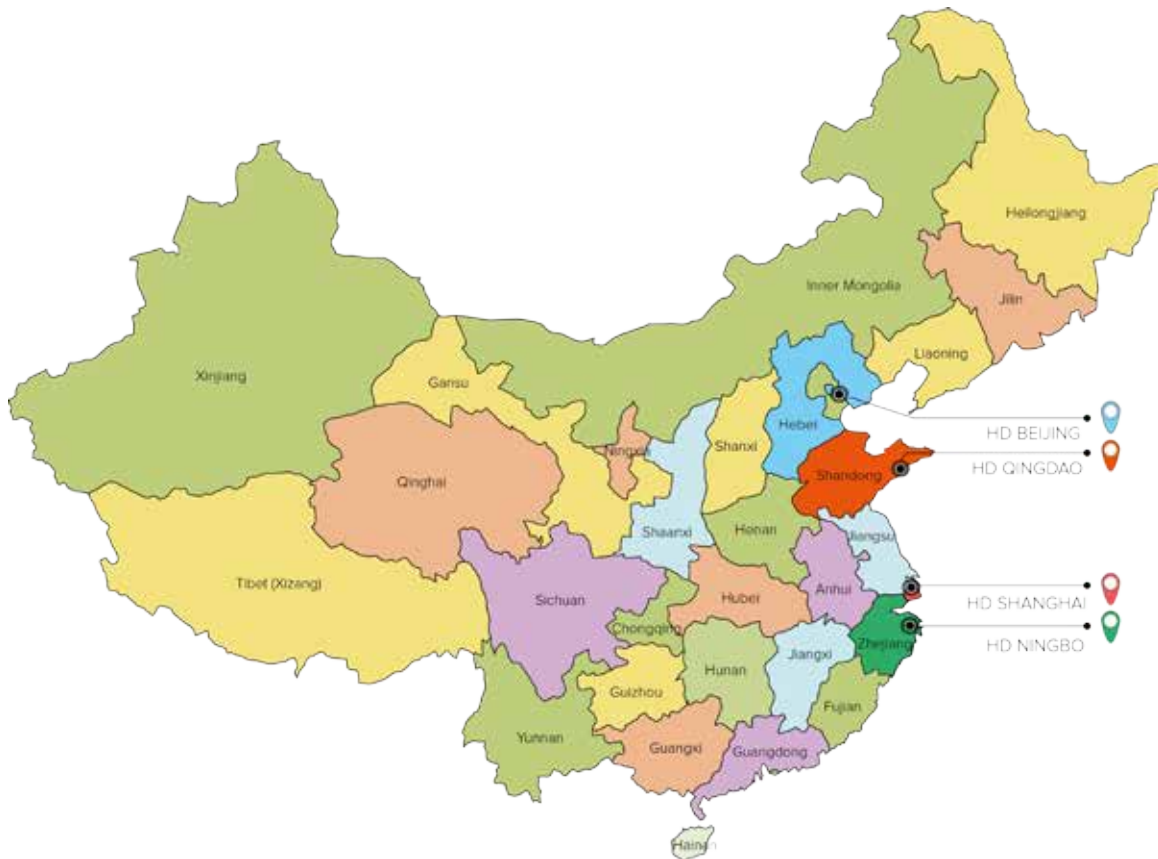 Heilongjiang
Inner Mongolia
Jilin
Liaoning
Xinjiang
Gansu
HD BEIJING
Hebei
Shanxi
Ningxia
HD QINGDAO
Shandong
Qinghai
Henan
Shaanxi
Jiangsu
Tibet (Xizang)
Sichuan
Hubei
Anhui
HD SHANGHAI
Chongqing
HD NINGBO
Zhejiang
Hunan
Jiangxi
Guizhou
Fujian
Yunnan
Guangxi
Guangdong
Hainan